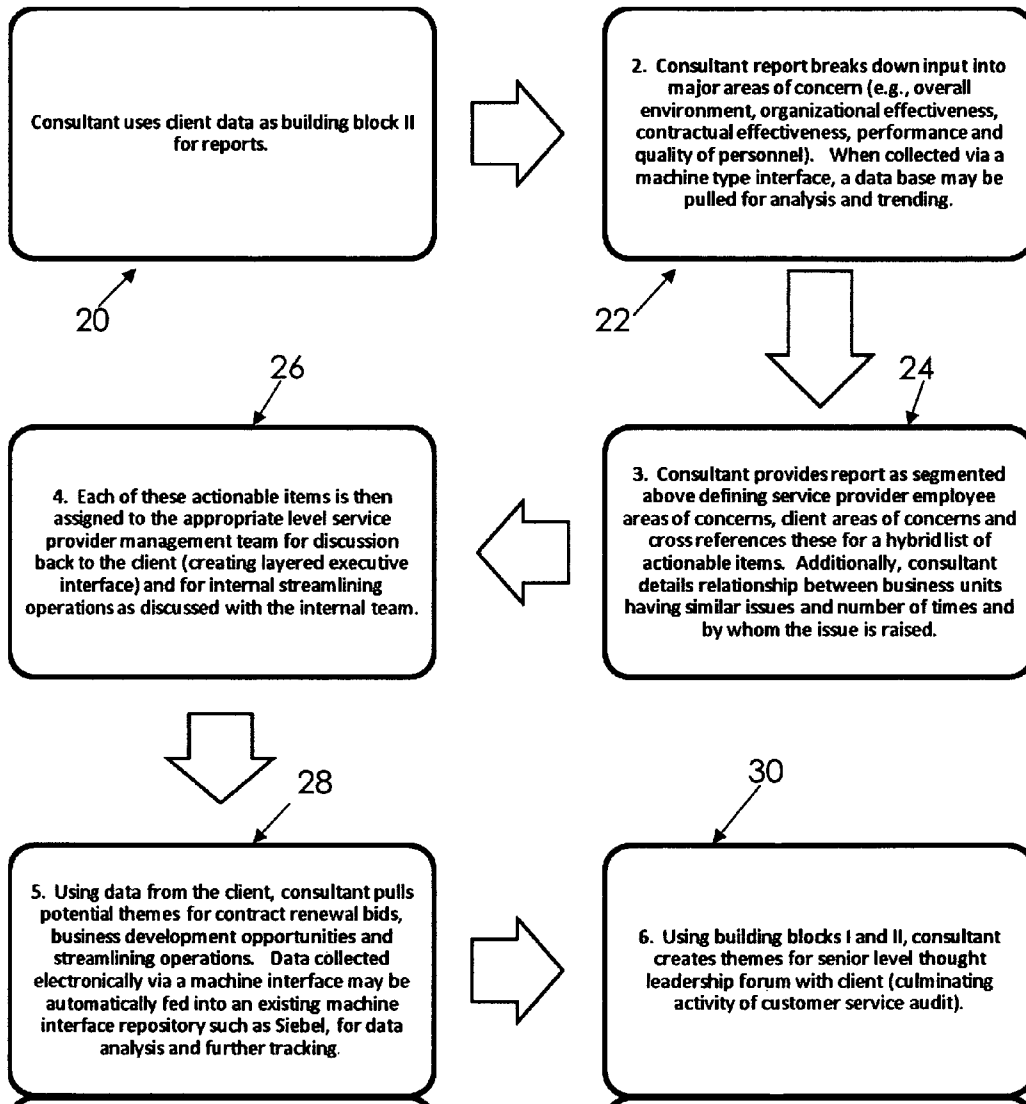 Consultant uses client data as building block II
for reports.
20
2. Consultant report breaks down input into
major areas of concern (e.g., overall
environment, organizational effectiveness,
contractual effectiveness, performance and
quality of personnel). When collected via a
machine type interface, a data base may be
pulled for analysis and trending.
22
24
3. Consultant provides report as segmented
above defining service provider employee
areas of concerns, client areas of concerns and
cross references these for a hybrid list of
actionable items. Additionally, consultant
details relationship between business units
having similar issues and number of times and
by whom the issue is raised.
26
4. Each of these actionable items is then
assigned to the appropriate level service
provider management team for discussion
back to the client (creating layered executive
interface) and for internal streamlining
operations as discussed with the internal team.
28
5. Using data from the client, consultant pulls
potential themes for contract renewal bids,
business development opportunities and
streamlining operations. Data collected
electronically via a machine interface may be
automatically fed into an existing machine
interface repository such as Siebel, for data
analysis and further tracking.
30
6. Using building blocks I and II, consultant
creates themes for senior level thought
leadership forum with client (culminating
activity of customer service audit).